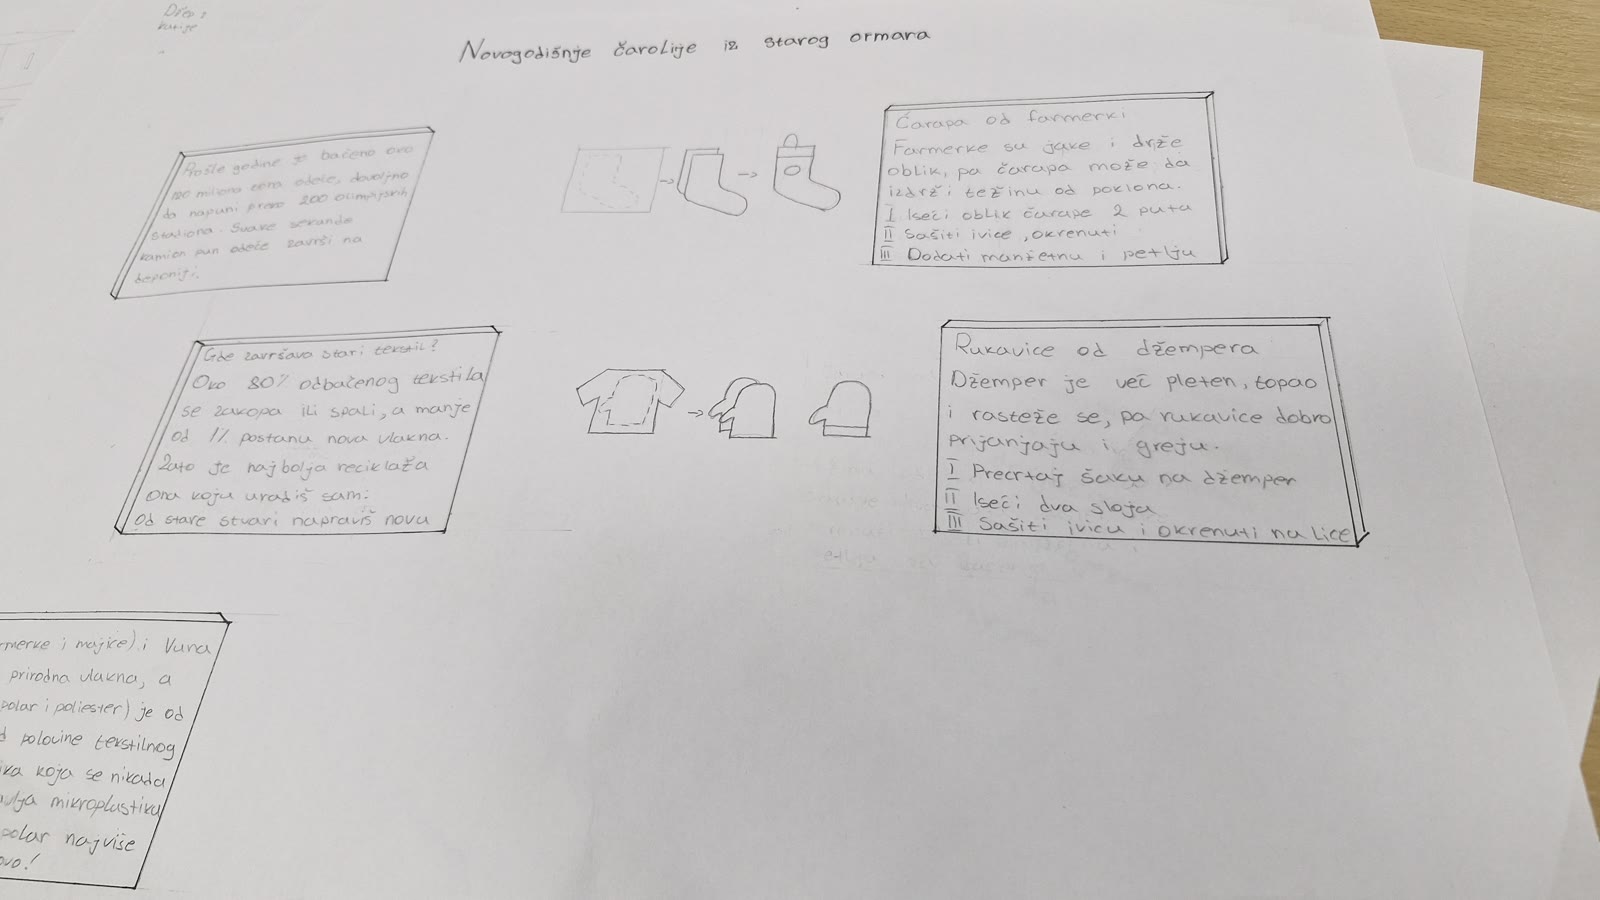 Novogodišnje čarolije iz starog ormara
Prošle godine je bačeno oko
120 miliona tona odeće, dovoljno
da napuni preko 200 olimpijskih
stadiona. Svake sekunde
kamion pun odeće završi na
deponiji.
Čarapa od farmerki
Farmerke su jake i drže
oblik, pa čarapa može da
izdrži težinu od poklona.
I Iseći oblik čarape 2 puta
II Sašiti ivice, okrenuti
III Dodati manžetnu i petlju
Gde završava stari tekstil?
Oko 80% odbačenog tekstila
se zakopa ili spali, a manje
od 1% postanu nova vlakna.
Zato je najbolja reciklaža
ona koju uradiš sam:
od stare stvari napraviš novu
Rukavice od džempera
Džemper je već pleten, topao
i rasteže se, pa rukavice dobro
prijanjaju i greju.
I Precrtaj šaku na džemper
II Iseći dva sloja
III Sašiti ivicu i okrenuti na lice
merke i majice) i vuna
prirodna vlakna, a
polar i poliester) je od
polovine tekstilnog
ika koja se nikada
mikroplastiku
polar najviše
ovo!